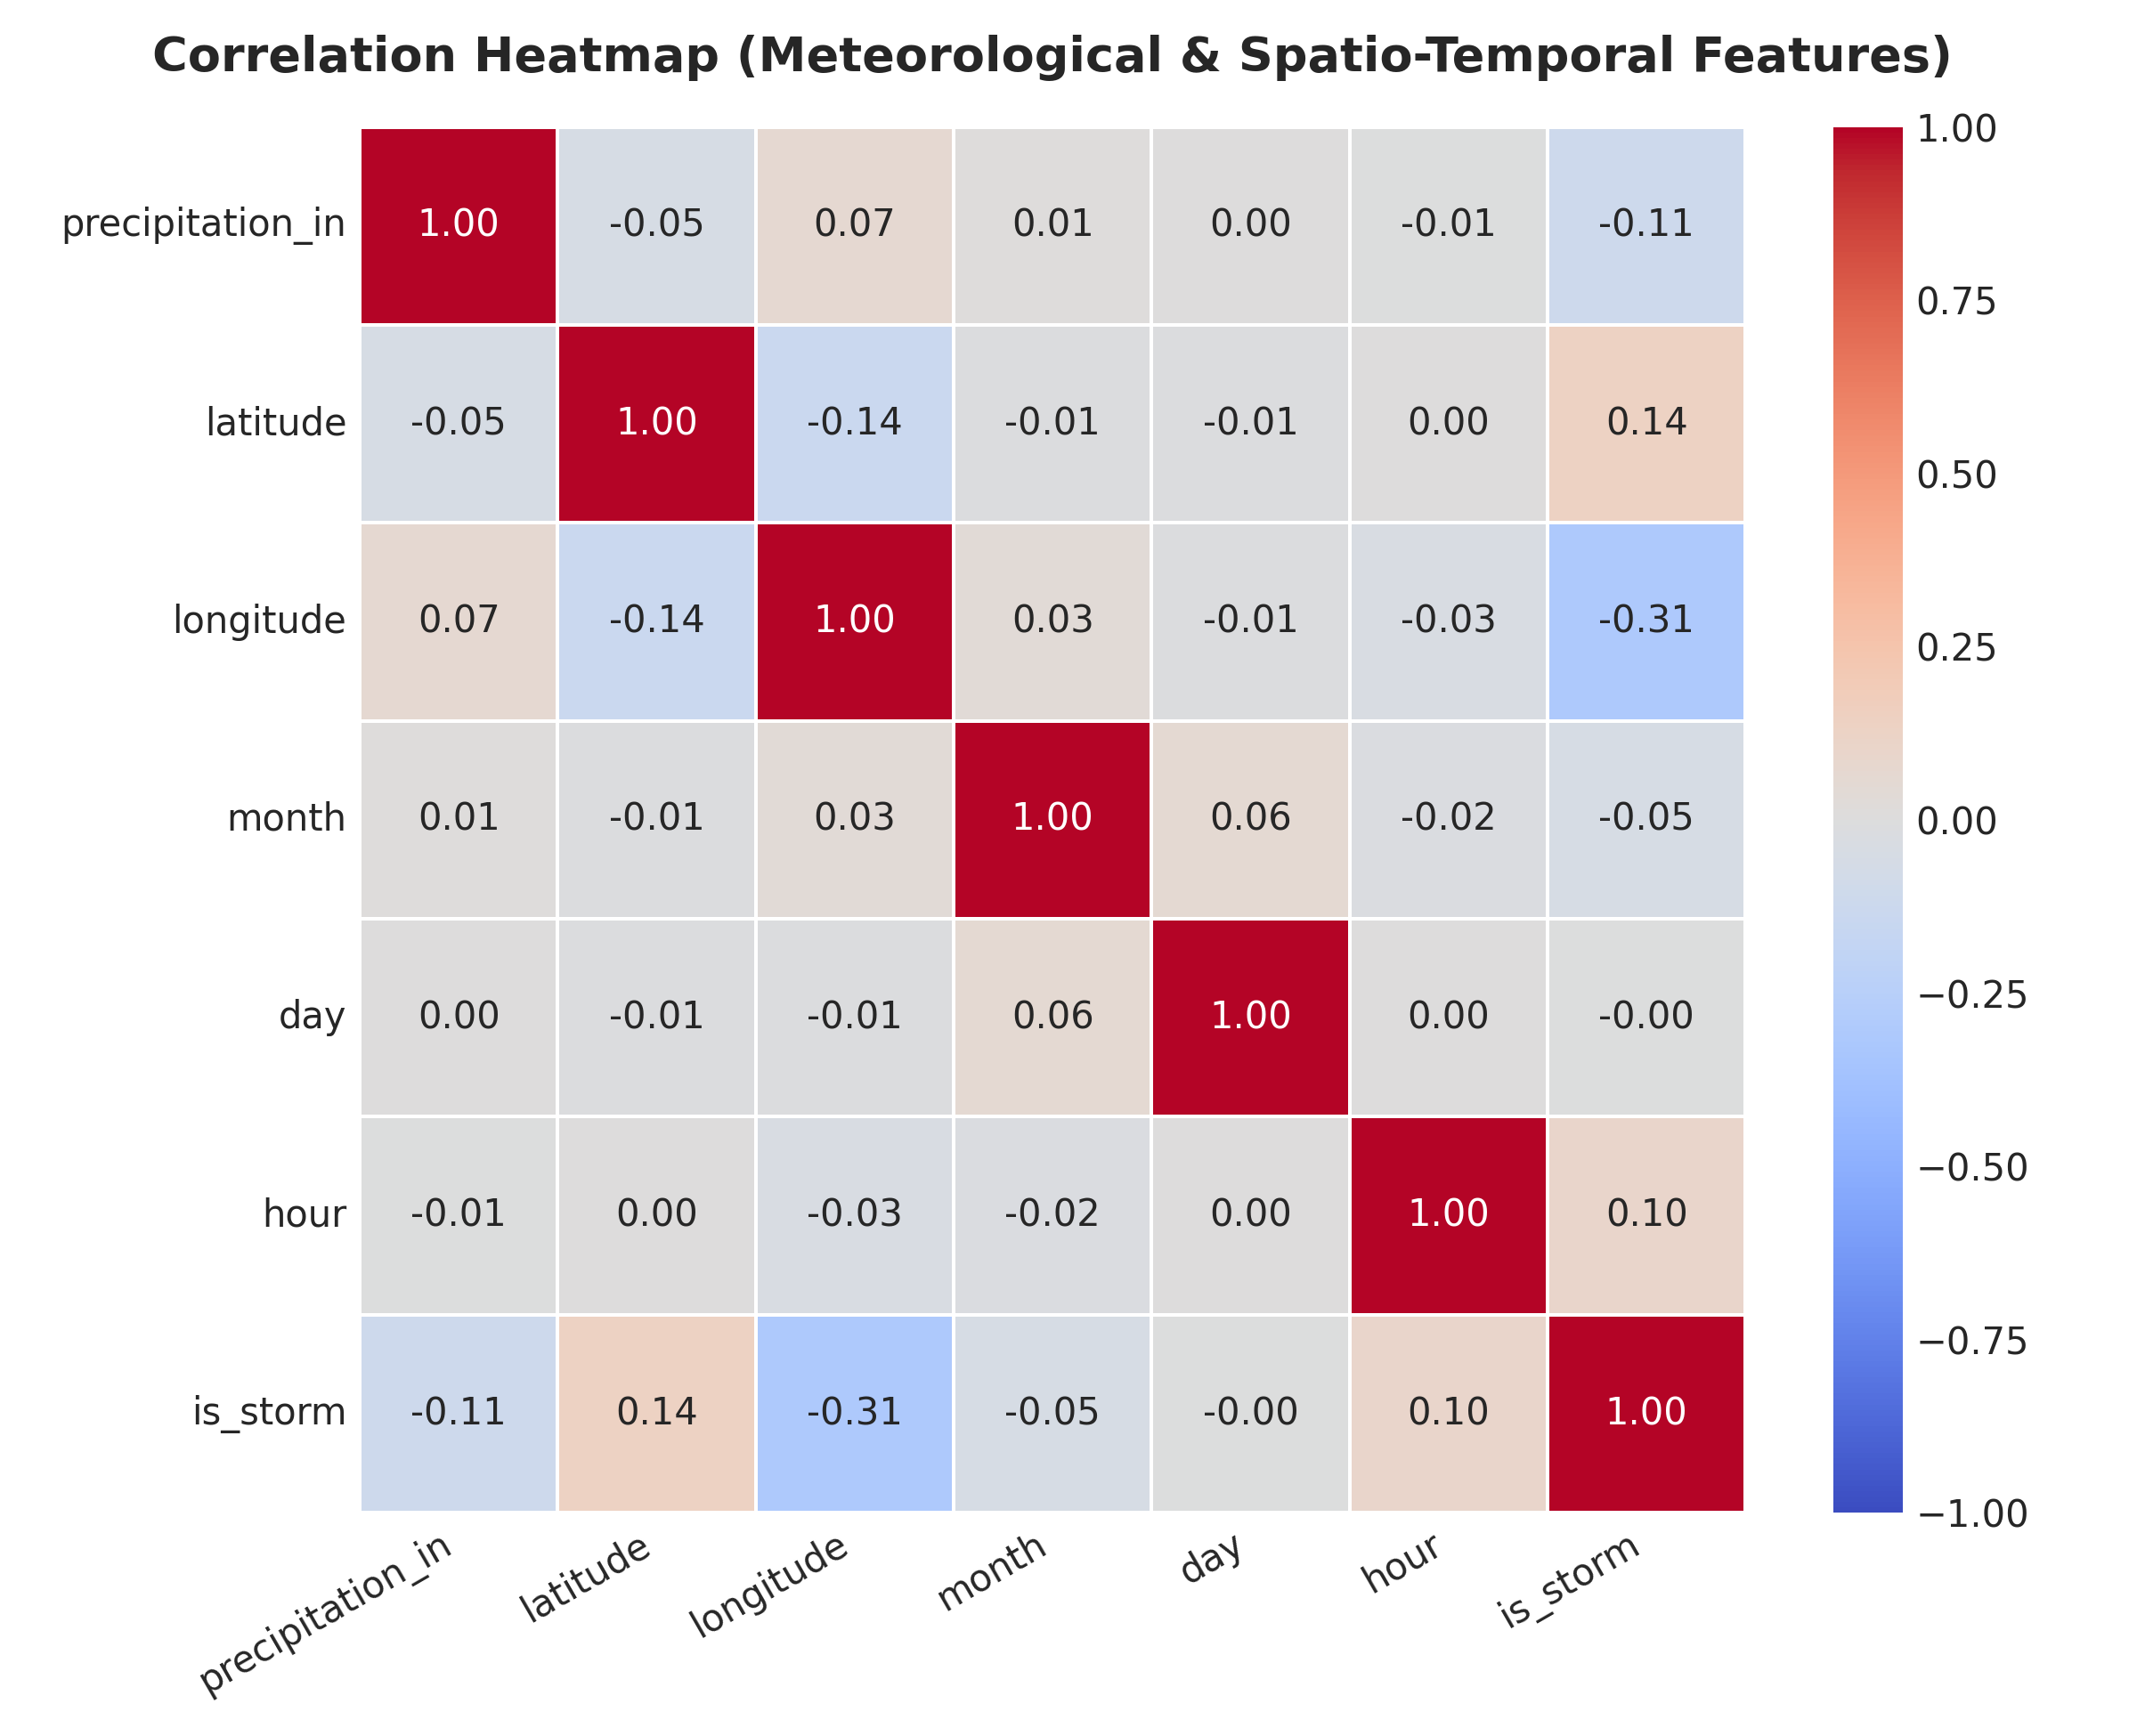 Correlation Heatmap (Meteorological & Spatio-Temporal Features)
precipitation_in 1.00 -0.05 0.07 0.01 0.00 -0.01 -0.11
latitude -0.05 1.00 -0.14 -0.01 -0.01 0.00 0.14
longitude 0.07 -0.14 1.00 0.03 -0.01 -0.03 -0.31
month 0.01 -0.01 0.03 1.00 0.06 -0.02 -0.05
day 0.00 -0.01 -0.01 0.06 1.00 0.00 -0.00
hour -0.01 0.00 -0.03 -0.02 0.00 1.00 0.10
is_storm -0.11 0.14 -0.31 -0.05 -0.00 0.10 1.00
precipitation_in latitude longitude month day hour is_storm
1.00
0.75
0.50
0.25
0.00
−0.25
−0.50
−0.75
−1.00